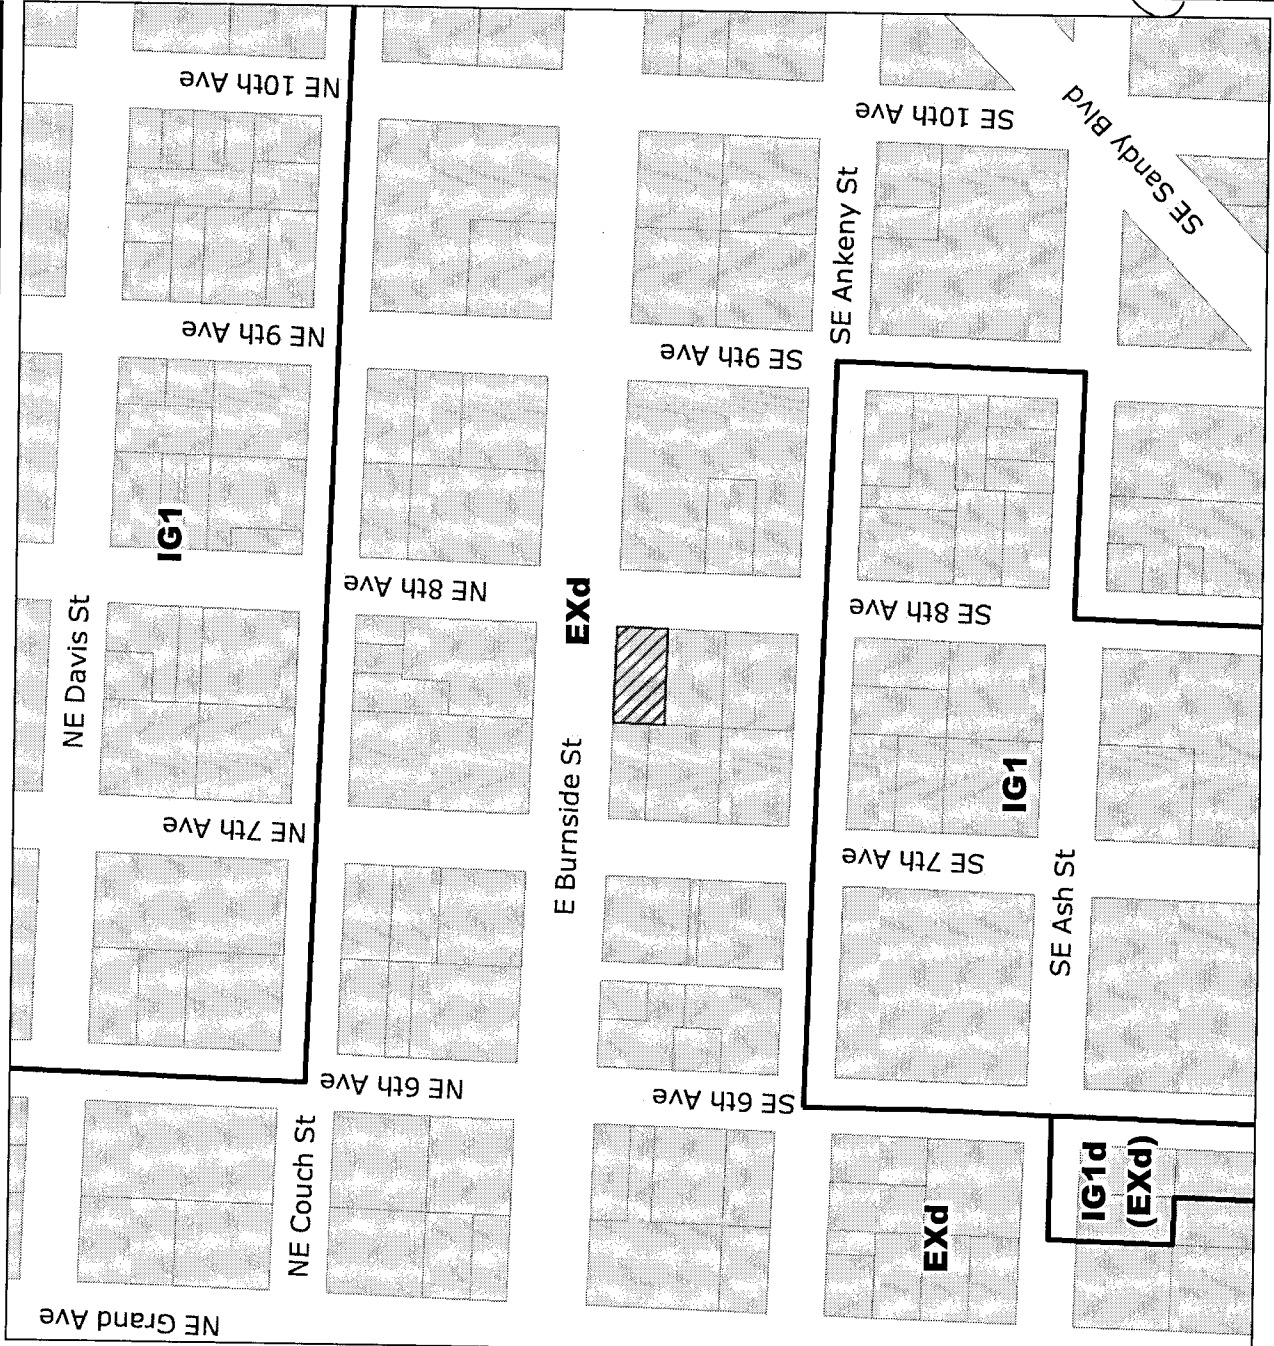 NE 10th Ave
SE 10th Ave
SE Sandy Blvd
SE Ankeny St
NE 9th Ave
SE 9th Ave
IG1
NE Davis St
NE 8th Ave
EXd
SE 8th Ave
E Burnside St
IG1
NE 7th Ave
SE 7th Ave
SE Ash St
NE 6th Ave
SE 6th Ave
NE Couch St
IG1d
(EXd)
EXd
NE Grand Ave